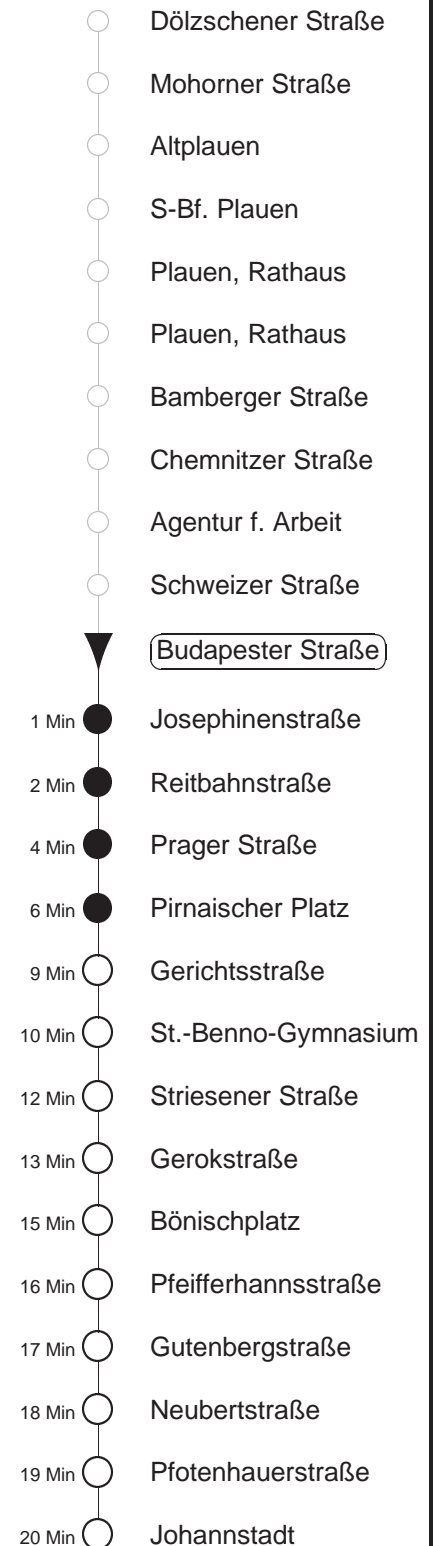 Dölzschener Straße
Mohorner Straße
Altplauen
S-Bf. Plauen
Plauen, Rathaus
Plauen, Rathaus
Bamberger Straße
Chemnitzer Straße
Agentur f. Arbeit
Schweizer Straße
Budapester Straße
1 Min Josephinenstraße
2 Min Reitbahnstraße
4 Min Prager Straße
6 Min Pirnaischer Platz
9 Min Gerichtsstraße
10 Min St.-Benno-Gymnasium
12 Min Striesener Straße
13 Min Gerokstraße
15 Min Bönischplatz
16 Min Pfeifferhannsstraße
17 Min Gutenbergstraße
18 Min Neubertstraße
19 Min Pfotenhauerstraße
20 Min Johannstadt